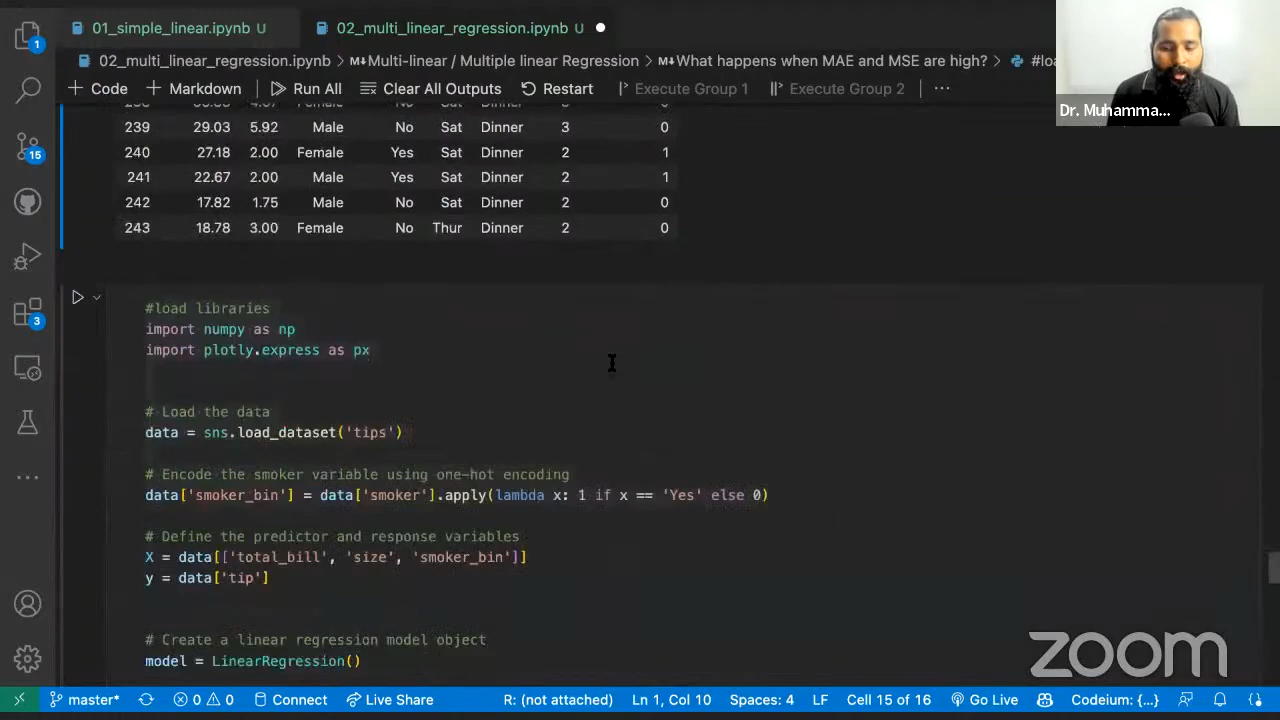 01_simple_linear.ipynb U
02_multi_linear_regression.ipynb U
02_multi_linear_regression.ipynb > M↓Multi-linear / Multiple linear Regression > M↓What happens when MAE and MSE are high? > #loa
+ Code + Markdown Run All Clear All Outputs Restart Execute Group 1 Execute Group 2 ...
239 29.03 5.92 Male No Sat Dinner 3 0
240 27.18 2.00 Female Yes Sat Dinner 2 1
241 22.67 2.00 Male Yes Sat Dinner 2 1
242 17.82 1.75 Male No Sat Dinner 2 0
243 18.78 3.00 Female No Thur Dinner 2 0
#load libraries
import numpy as np
import plotly.express as px
# Load the data
data = sns.load_dataset('tips')
# Encode the smoker variable using one-hot encoding
data['smoker_bin'] = data['smoker'].apply(lambda x: 1 if x == 'Yes' else 0)
# Define the predictor and response variables
X = data[['total_bill', 'size', 'smoker_bin']]
y = data['tip']
# Create a linear regression model object
model = LinearRegression()
1
15
3
Dr. Muhamma...
zoom
master* 0 0 Connect Live Share R: (not attached) Ln 1, Col 10 Spaces: 4 LF Cell 15 of 16 Go Live Codeium: {...}